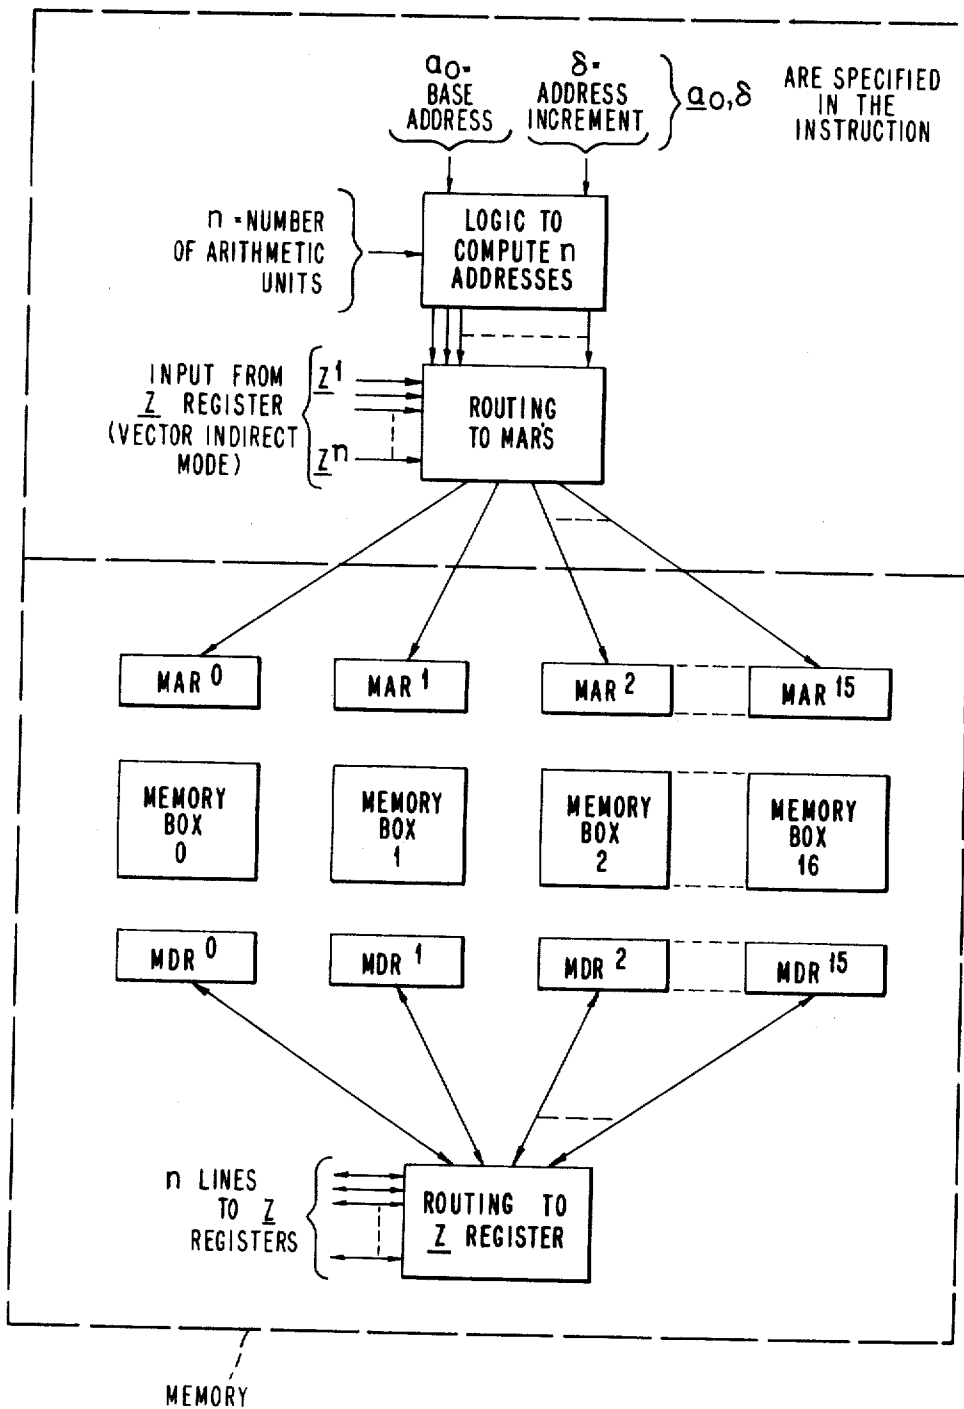 a0=
BASE
ADDRESS
δ=
ADDRESS
INCREMENT
a0,δ
ARE SPECIFIED
IN THE
INSTRUCTION
n = NUMBER
OF ARITHMETIC
UNITS
LOGIC TO
COMPUTE n
ADDRESSES
INPUT FROM
Z REGISTER
(VECTOR INDIRECT
MODE)
Z1
Zn
ROUTING
TO MAR'S
MAR 0
MAR 1
MAR 2
MAR 15
MEMORY
BOX
0
MEMORY
BOX
1
MEMORY
BOX
2
MEMORY
BOX
16
MDR 0
MDR 1
MDR 2
MDR 15
n LINES
TO Z
REGISTERS
ROUTING TO
Z REGISTER
MEMORY